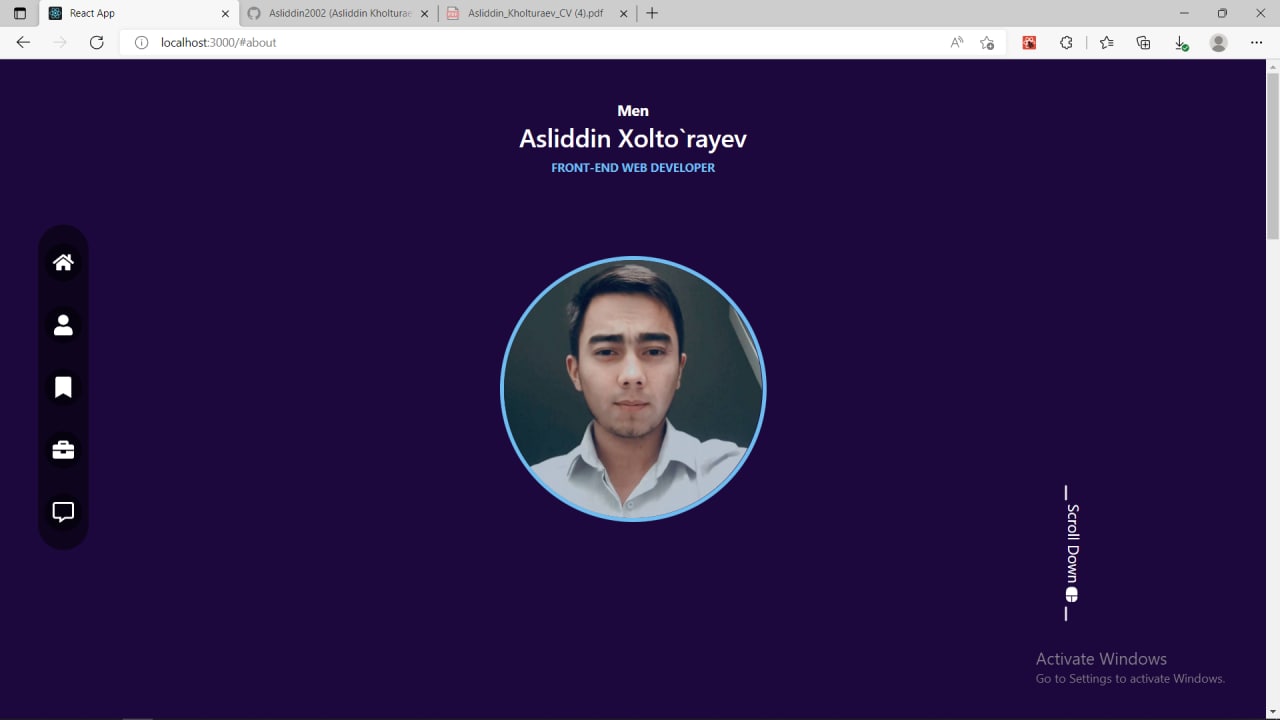 React App
Asliddin2002 (Asliddin Kholturae
Asliddin_Kholturaev_CV (4).pdf
localhost:3000/#about
Men
Asliddin Xolto`rayev
FRONT-END WEB DEVELOPER
Scroll Down
Activate Windows
Go to Settings to activate Windows.